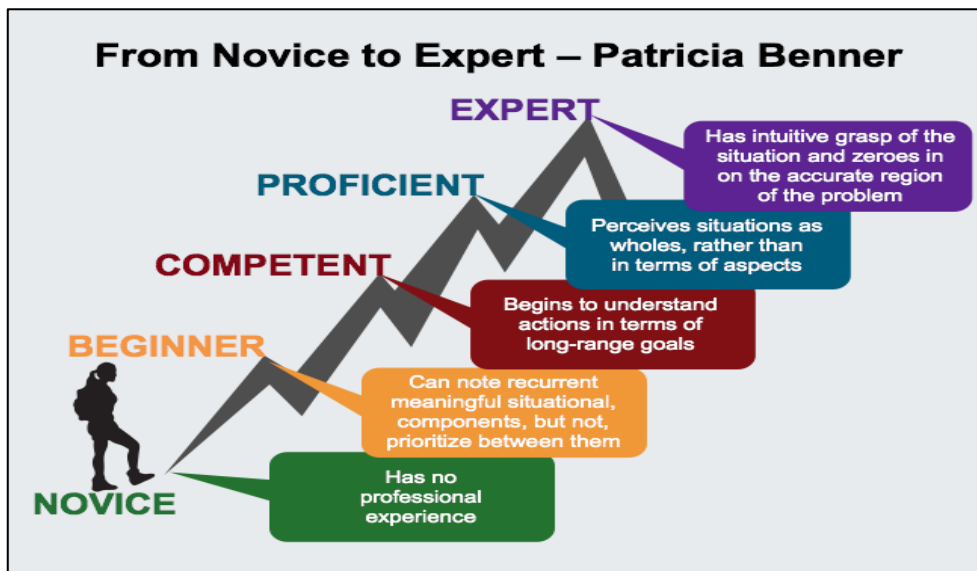 From Novice to Expert – Patricia Benner
EXPERT
Has intuitive grasp of the
situation and zeroes in
on the accurate region
of the problem
PROFICIENT
Perceives situations as
wholes, rather than
in terms of aspects
COMPETENT
Begins to understand
actions in terms of
long-range goals
BEGINNER
Can note recurrent
meaningful situational,
components, but not,
prioritize between them
NOVICE
Has no
professional
experience